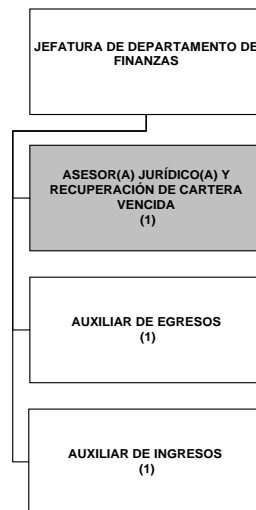 JEFATURA DE DEPARTAMENTO DE
FINANZAS
ASESOR(A) JURÍDICO(A) Y
RECUPERACIÓN DE CARTERA
VENCIDA
(1)
AUXILIAR DE EGRESOS
(1)
AUXILIAR DE INGRESOS
(1)